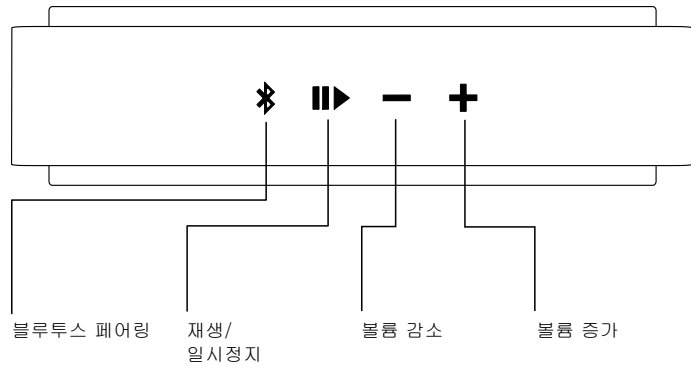 블루투스 페어링
재생/
일시정지
볼륨 감소
볼륨 증가